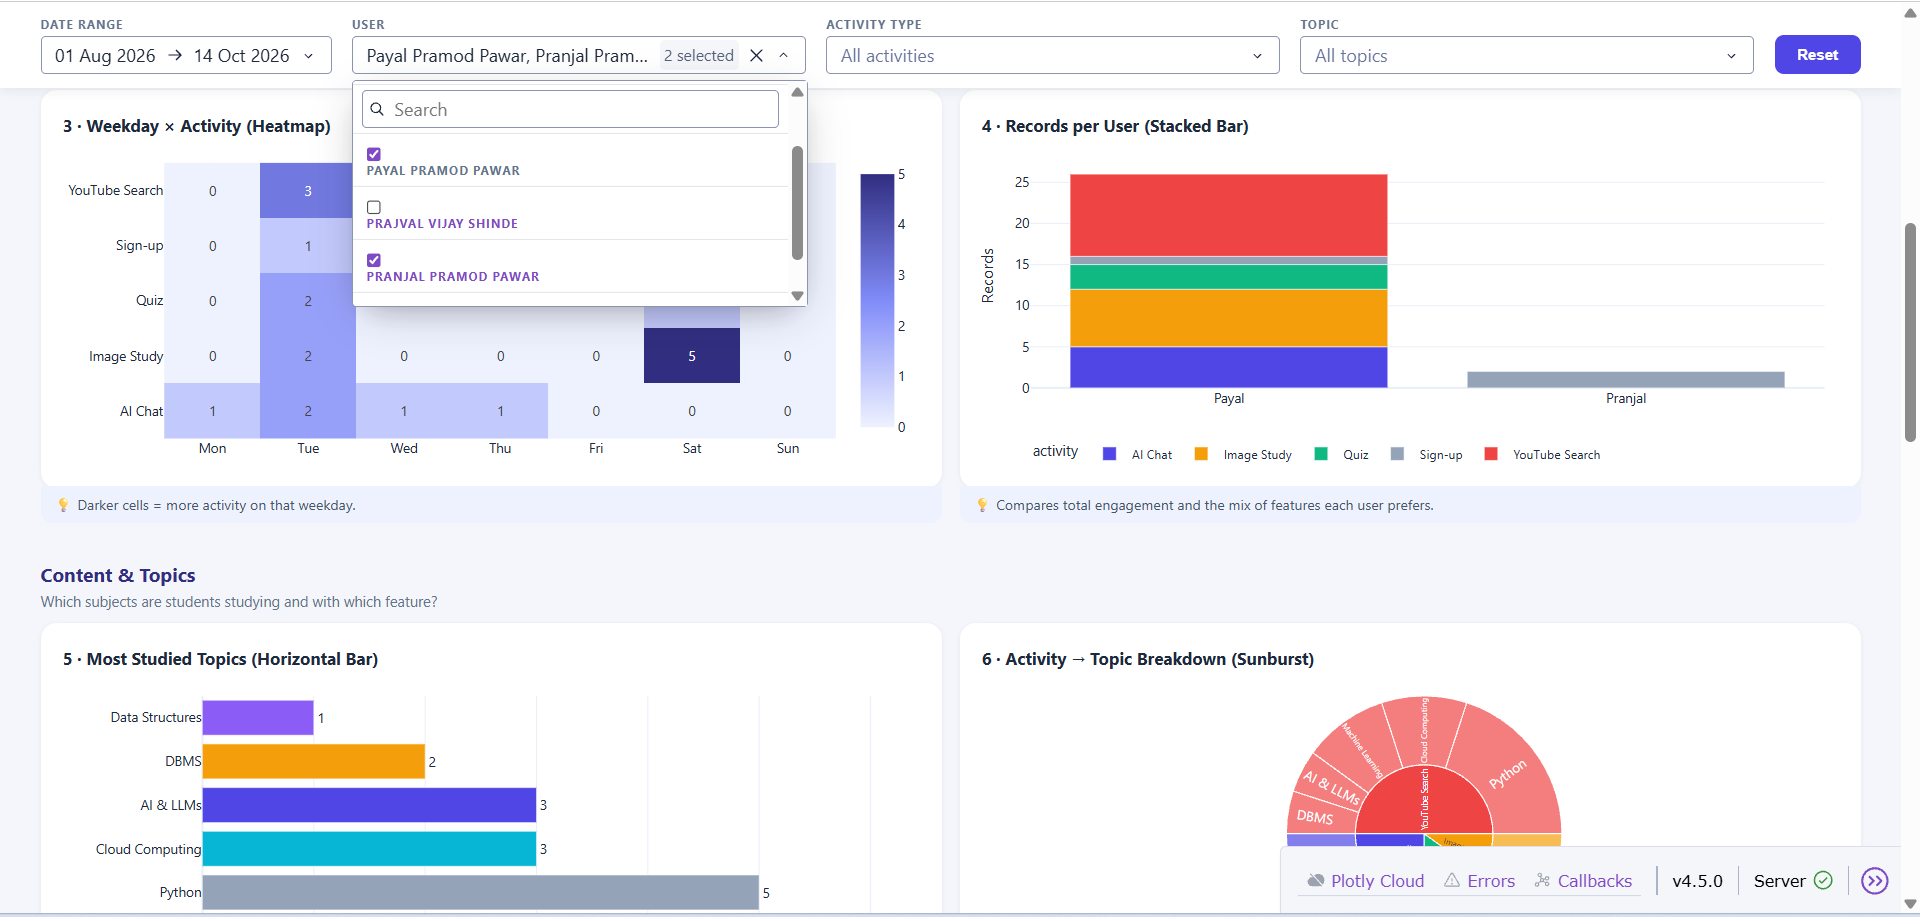 DATE RANGE
01 Aug 2026 → 14 Oct 2026
USER
Payal Pramod Pawar, Pranjal Pram... 2 selected
ACTIVITY TYPE
All activities
TOPIC
All topics
Reset
Search
PAYAL PRAMOD PAWAR
PRAJVAL VIJAY SHINDE
PRANJAL PRAMOD PAWAR
3 · Weekday × Activity (Heatmap)
YouTube Search 0 3
Sign-up 0 1
Quiz 0 2
Image Study 0 2 0 0 0 5 0
AI Chat 1 2 1 1 0 0 0
Mon Tue Wed Thu Fri Sat Sun
5
4
3
2
1
0
💡 Darker cells = more activity on that weekday.
4 · Records per User (Stacked Bar)
Records
25
20
15
10
5
0
Payal Pranjal
activity AI Chat Image Study Quiz Sign-up YouTube Search
💡 Compares total engagement and the mix of features each user prefers.
Content & Topics
Which subjects are students studying and with which feature?
5 · Most Studied Topics (Horizontal Bar)
Data Structures 1
DBMS 2
AI & LLMs 3
Cloud Computing 3
Python 5
6 · Activity → Topic Breakdown (Sunburst)
DBMS
AI & LLMs
Machine Learning
Cloud Computing
Python
YouTube Search
Plotly Cloud Errors Callbacks v4.5.0 Server